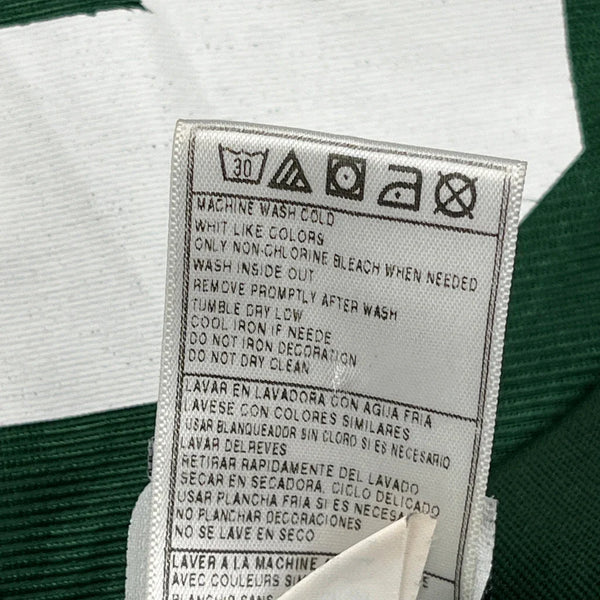 30
MACHINE WASH COLD
WHIT LIKE COLORS
ONLY NON-CHLORINE BLEACH WHEN NEEDED
WASH INSIDE OUT
REMOVE PROMPTLY AFTER WASH
TUMBLE DRY LOW
COOL IRON IF NEEDE
DO NOT IRON DECORATION
DO NOT DRY CLEAN
LAVAR EN LAVADORA CON AGUA FRIA
LAVESE CON COLORES SIMILARES
USAR BLANQUEADOR SIN CLORO SI ES NECESARIO
LAVAR DELREVES
RETIRAR RAPIDAMENTE DEL LAVADO
SECAR EN SECADORA, CICLO DELICADO
USAR PLANCHA FRIA SI ES NECESA
NO PLANCHAR DECORACIONES
NO SE LAVE EN SECO
LAVER A LA MACHINE
AVEC COULEURS SIM
BLANCHIR SANS